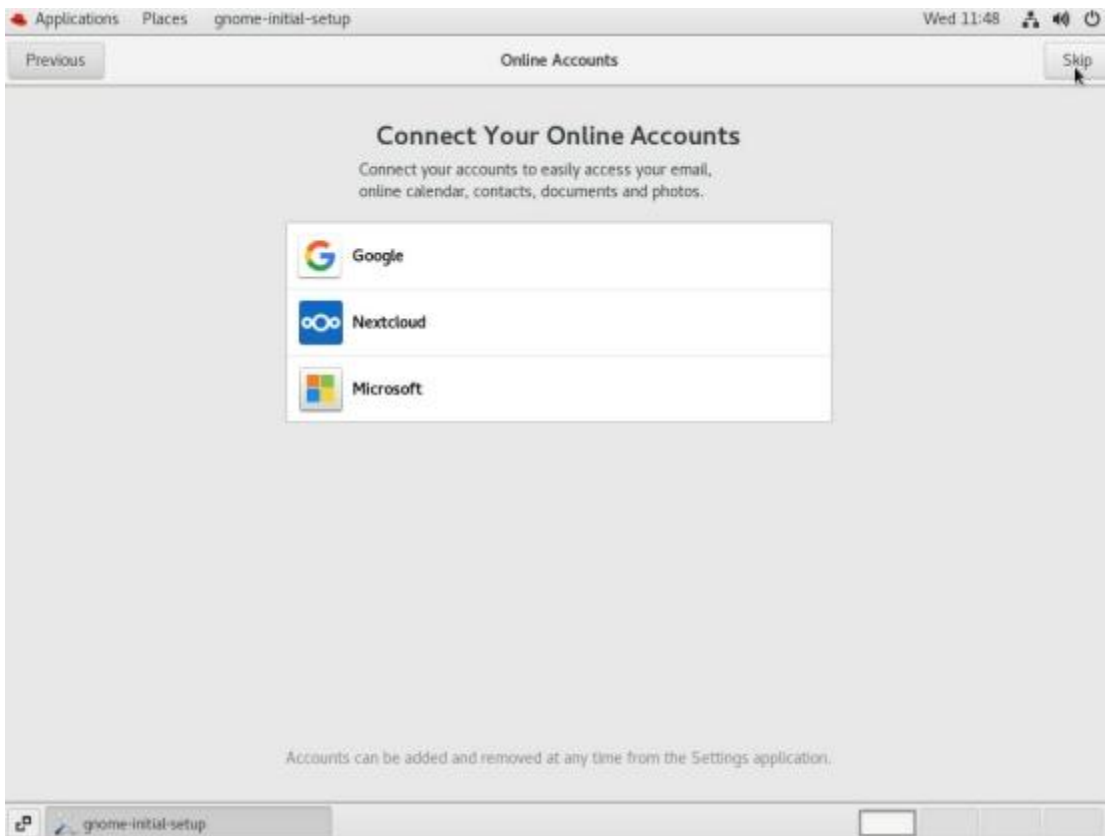 Applications Places gnome-initial-setup Wed 11:48
Previous Online Accounts Skip
Connect Your Online Accounts
Connect your accounts to easily access your email,
online calendar, contacts, documents and photos.
Google
Nextcloud
Microsoft
Accounts can be added and removed at any time from the Settings application.
gnome-initial-setup